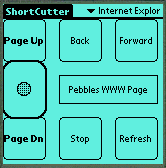 ShortCutter ▼ Internet Explor
Page Up Back Forward
Pebbles WWW Page
Page Dn Stop Refresh